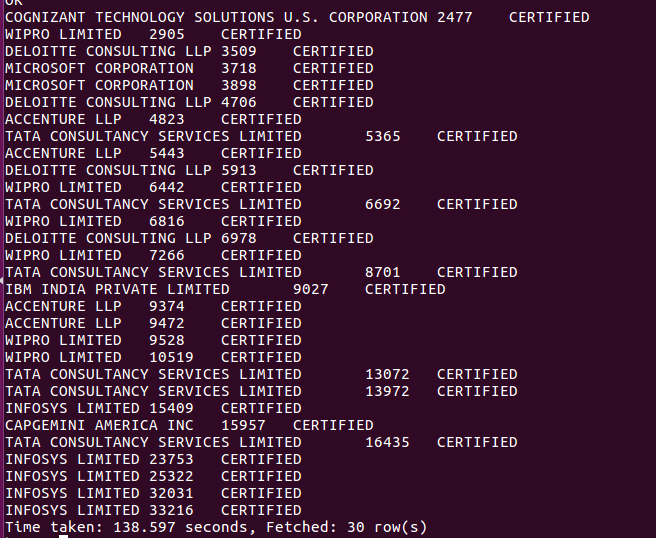 OK
COGNIZANT TECHNOLOGY SOLUTIONS U.S. CORPORATION 2477 CERTIFIED
WIPRO LIMITED 2905 CERTIFIED
DELOITTE CONSULTING LLP 3509 CERTIFIED
MICROSOFT CORPORATION 3718 CERTIFIED
MICROSOFT CORPORATION 3898 CERTIFIED
DELOITTE CONSULTING LLP 4706 CERTIFIED
ACCENTURE LLP 4823 CERTIFIED
TATA CONSULTANCY SERVICES LIMITED 5365 CERTIFIED
ACCENTURE LLP 5443 CERTIFIED
DELOITTE CONSULTING LLP 5913 CERTIFIED
WIPRO LIMITED 6442 CERTIFIED
TATA CONSULTANCY SERVICES LIMITED 6692 CERTIFIED
WIPRO LIMITED 6816 CERTIFIED
DELOITTE CONSULTING LLP 6978 CERTIFIED
WIPRO LIMITED 7266 CERTIFIED
TATA CONSULTANCY SERVICES LIMITED 8701 CERTIFIED
IBM INDIA PRIVATE LIMITED 9027 CERTIFIED
ACCENTURE LLP 9374 CERTIFIED
ACCENTURE LLP 9472 CERTIFIED
WIPRO LIMITED 9528 CERTIFIED
WIPRO LIMITED 10519 CERTIFIED
TATA CONSULTANCY SERVICES LIMITED 13072 CERTIFIED
TATA CONSULTANCY SERVICES LIMITED 13972 CERTIFIED
INFOSYS LIMITED 15409 CERTIFIED
CAPGEMINI AMERICA INC 15957 CERTIFIED
TATA CONSULTANCY SERVICES LIMITED 16435 CERTIFIED
INFOSYS LIMITED 23753 CERTIFIED
INFOSYS LIMITED 25322 CERTIFIED
INFOSYS LIMITED 32031 CERTIFIED
INFOSYS LIMITED 33216 CERTIFIED
Time taken: 138.597 seconds, Fetched: 30 row(s)